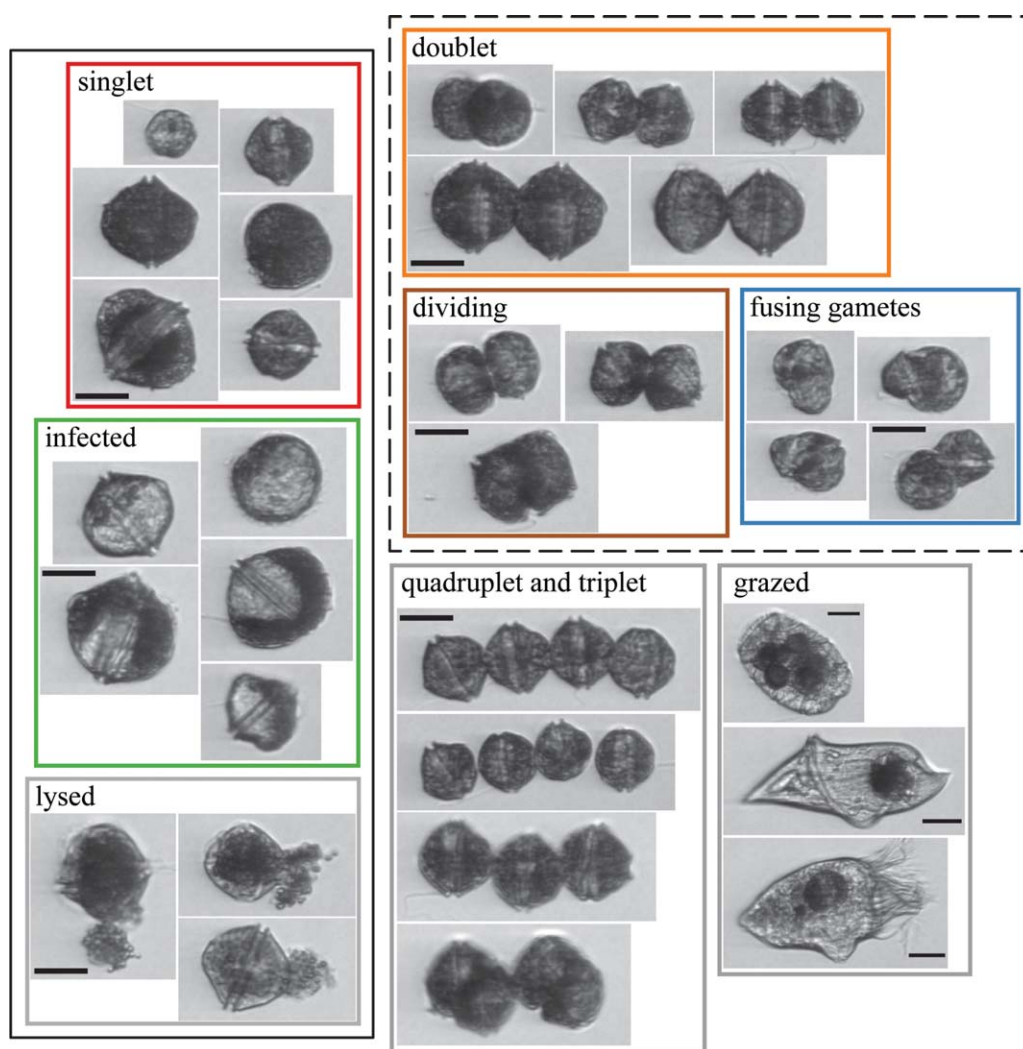 singlet
infected
lysed
doublet
dividing
fusing gametes
quadruplet and triplet
grazed